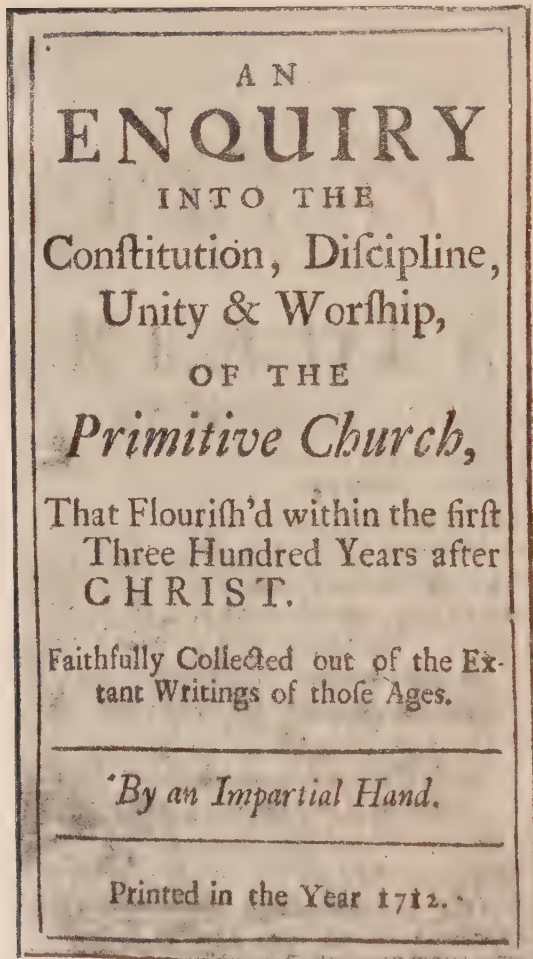 AN
ENQUIRY
INTO THE
Conſtitution, Diſcipline,
Unity & Worſhip,
OF THE
Primitive Church,
That Flouriſh'd within the firſt
Three Hundred Years after
CHRIST.
Faithfully Collected out of the Ex-
tant Writings of thoſe Ages.
By an Impartial Hand.
Printed in the Year 1712.